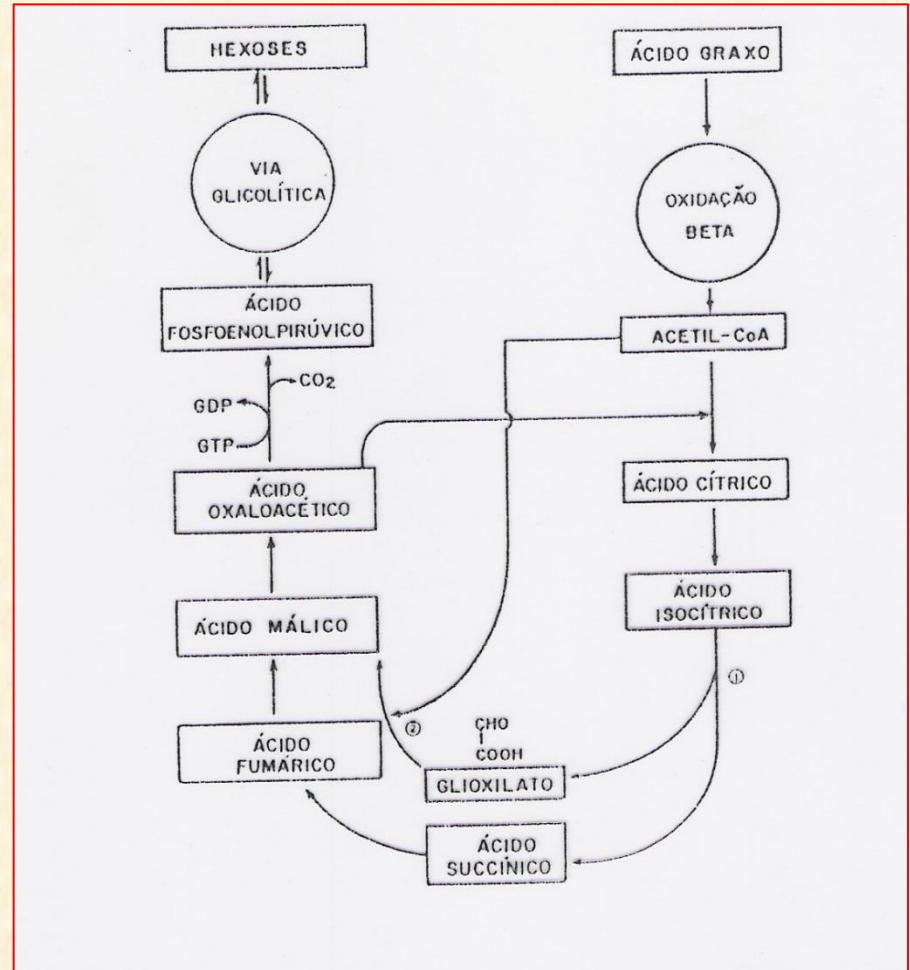 HEXOSES
VIA
GLICOLÍTICA
ÁCIDO
FOSFOENOLPIRÚVICO
CO2
GDP
GTP
ÁCIDO
OXALOACÉTICO
ÁCIDO MÁLICO
ÁCIDO
FUMÁRICO
ÁCIDO GRAXO
OXIDAÇÃO
BETA
ACETIL-CoA
ÁCIDO CÍTRICO
ÁCIDO
ISOCÍTRICO
①
②
CHO
COOH
GLIOXILATO
ÁCIDO
SUCCÍNICO